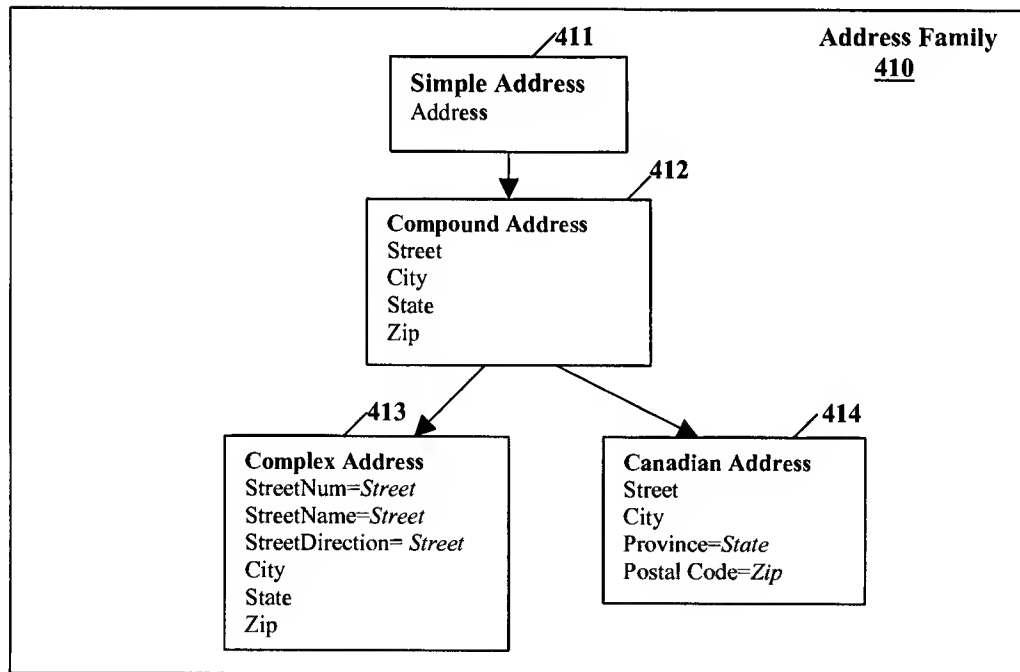 411
Address Family
410
Simple Address
Address
412
Compound Address
Street
City
State
Zip
413
Complex Address
StreetNum=Street
StreetName=Street
StreetDirection= Street
City
State
Zip
414
Canadian Address
Street
City
Province=State
Postal Code=Zip